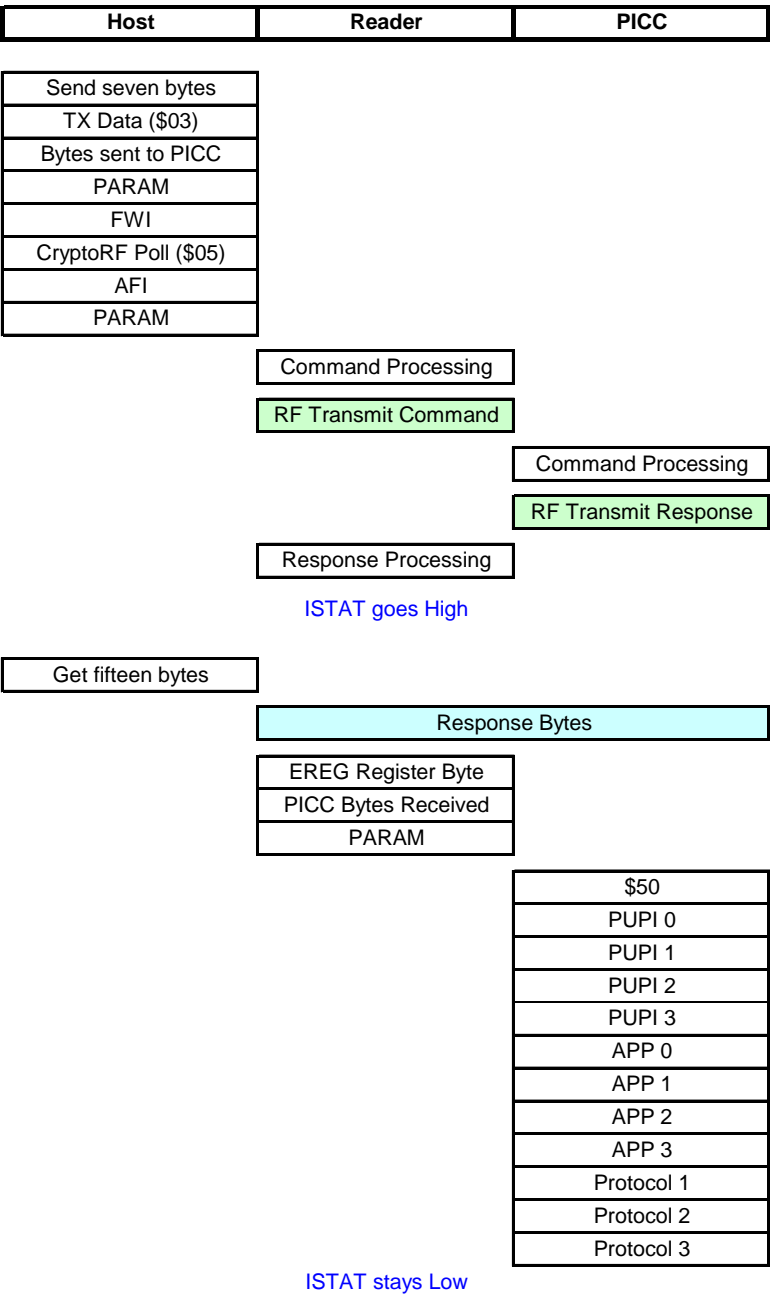 Host Reader PICC
Send seven bytes
TX Data ($03)
Bytes sent to PICC
PARAM
FWI
CryptoRF Poll ($05)
AFI
PARAM
Command Processing
RF Transmit Command
Command Processing
RF Transmit Response
Response Processing
ISTAT goes High
Get fifteen bytes
Response Bytes
EREG Register Byte
PICC Bytes Received
PARAM
$50
PUPI 0
PUPI 1
PUPI 2
PUPI 3
APP 0
APP 1
APP 2
APP 3
Protocol 1
Protocol 2
Protocol 3
ISTAT stays Low